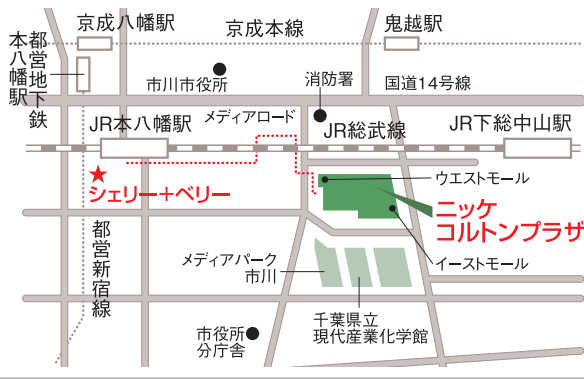 京成八幡駅
京成本線
鬼越駅
都営地下鉄
本八幡駅
市川市役所
消防署
国道14号線
メディアロード
JR本八幡駅
JR総武線
JR下総中山駅
シェリー＋ベリー
ウエストモール
ニッケ
コルトンプラザ
都営新宿線
メディアパーク
市川
イーストモール
千葉県立
現代産業化学館
市役所
分庁舎